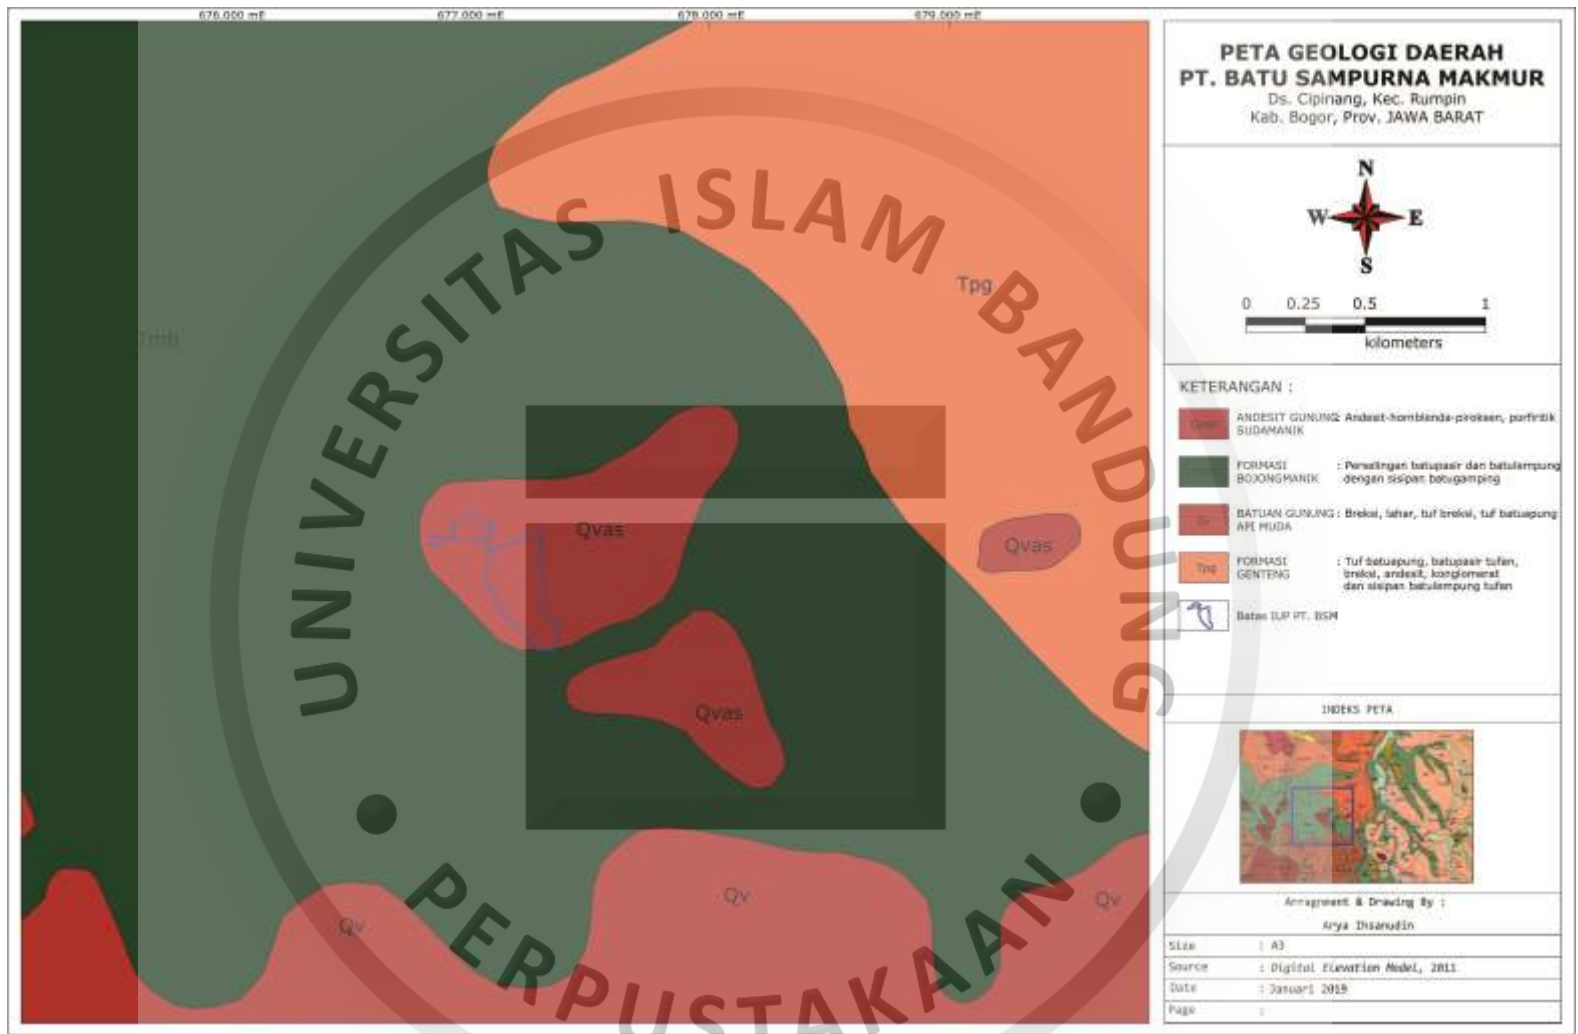 676.000 mE 677.000 mE 678.000 mE 679.000 mE
UNIVERSITAS ISLAM BANDUNG
PERPUSTAKAAN
Tmb
Tpg
Qvas
Qvas
Qvas
Qv
Qv
Qv
PETA GEOLOGI DAERAH
PT. BATU SAMPURNA MAKMUR
Ds. Cipinang, Kec. Rumpin
Kab. Bogor, Prov. JAWA BARAT
N
W E
S
0 0.25 0.5 1
kilometers
KETERANGAN :
Qvas ANDESIT GUNUNG : Andesit-hornblenda-piroksen, porfiritik
SUDAMANIK
FORMASI : Perselingan batupasir dan batulempung
BOJONGMANIK dengan sisipan batugamping
Qv BATUAN GUNUNG : Breksi, lahar, tuf breksi, tuf batuapung
API MUDA
FORMASI : Tuf batuapung, batupasir tufan,
Tpg GENTENG breksi, andesit, konglomerat
dan sisipan batulempung tufan
Batas IUP PT. BSM
INDEKS PETA
Arragment & Drawing By :
Arya Ihsanudin
Size : A3
Source : Digital Elevation Model, 2011
Date : Januari 2019
Page :